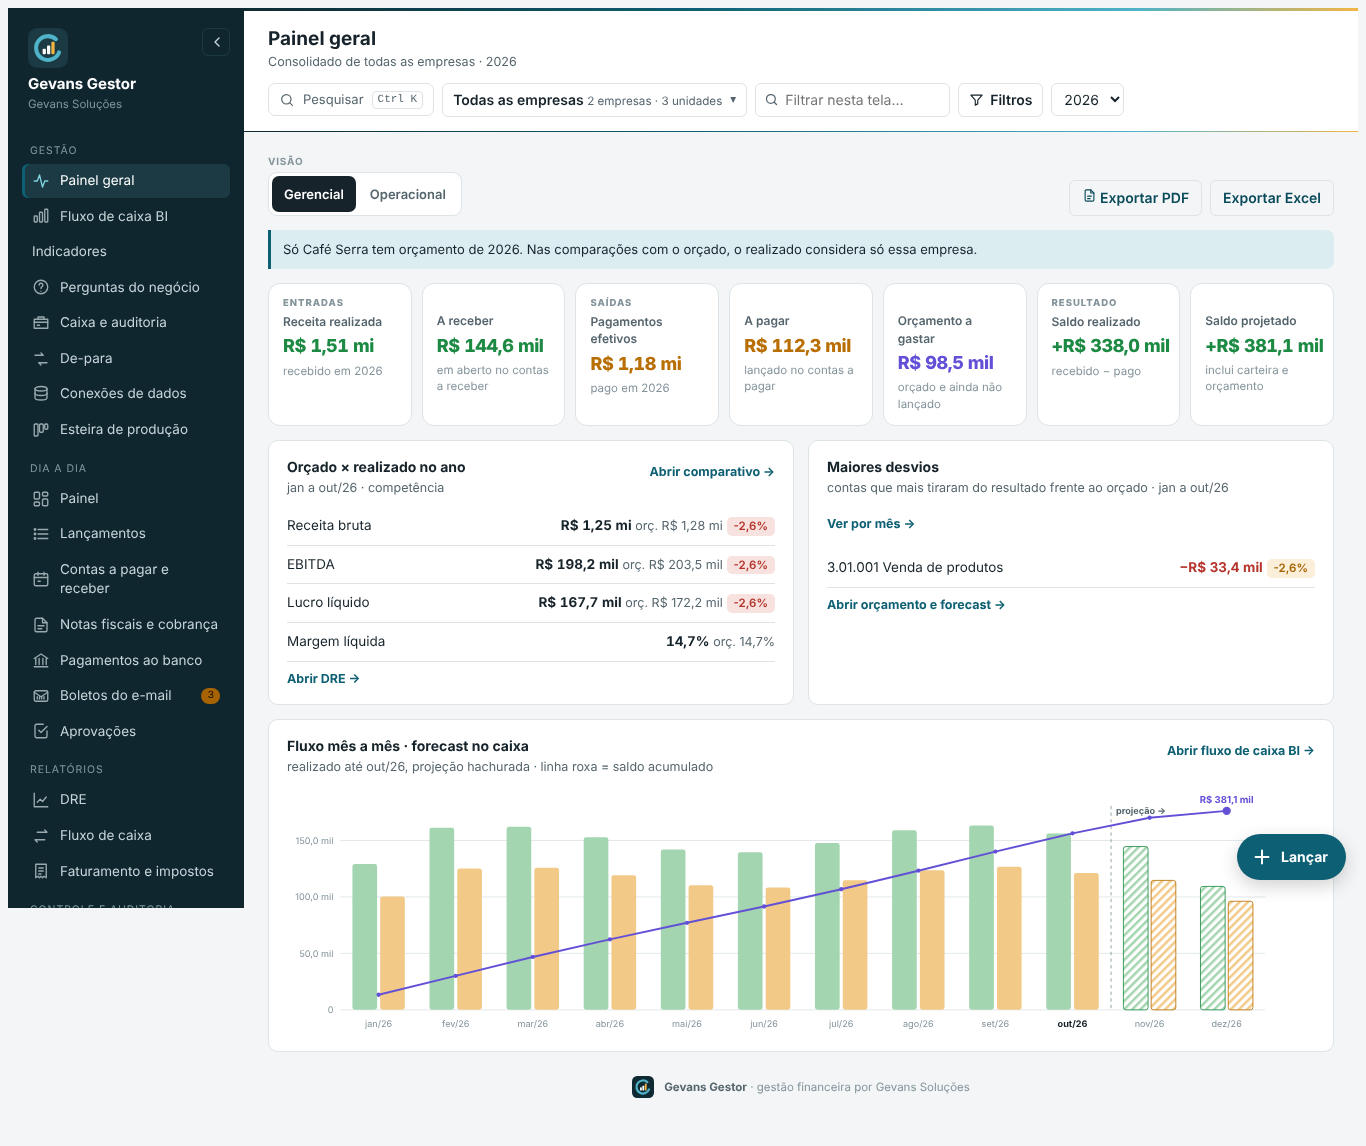 Gevans Gestor
Gevans Soluções
GESTÃO
Painel geral
Fluxo de caixa BI
Indicadores
Perguntas do negócio
Caixa e auditoria
De-para
Conexões de dados
Esteira de produção
DIA A DIA
Painel
Lançamentos
Contas a pagar e
receber
Notas fiscais e cobrança
Pagamentos ao banco
Boletos do e-mail 3
Aprovações
RELATÓRIOS
DRE
Fluxo de caixa
Faturamento e impostos
CONTROLE E AUDITORIA
Painel geral
Consolidado de todas as empresas · 2026
Pesquisar Ctrl K
Todas as empresas 2 empresas · 3 unidades ▾
Filtrar nesta tela...
Filtros
2026
VISÃO
Gerencial Operacional
Exportar PDF
Exportar Excel
Só Café Serra tem orçamento de 2026. Nas comparações com o orçado, o realizado considera só essa empresa.
ENTRADAS
Receita realizada
R$ 1,51 mi
recebido em 2026
A receber
R$ 144,6 mil
em aberto no contas
a receber
SAÍDAS
Pagamentos
efetivos
R$ 1,18 mi
pago em 2026
A pagar
R$ 112,3 mil
lançado no contas a
pagar
Orçamento a
gastar
R$ 98,5 mil
orçado e ainda não
lançado
RESULTADO
Saldo realizado
+R$ 338,0 mil
recebido − pago
Saldo projetado
+R$ 381,1 mil
inclui carteira e
orçamento
Orçado × realizado no ano
jan a out/26 · competência
Abrir comparativo →
Receita bruta R$ 1,25 mi orç. R$ 1,28 mi -2,6%
EBITDA R$ 198,2 mil orç. R$ 203,5 mil -2,6%
Lucro líquido R$ 167,7 mil orç. R$ 172,2 mil -2,6%
Margem líquida 14,7% orç. 14,7%
Abrir DRE →
Maiores desvios
contas que mais tiraram do resultado frente ao orçado · jan a out/26
Ver por mês →
3.01.001 Venda de produtos −R$ 33,4 mil -2,6%
Abrir orçamento e forecast →
Fluxo mês a mês · forecast no caixa
realizado até out/26, projeção hachurada · linha roxa = saldo acumulado
Abrir fluxo de caixa BI →
R$ 381,1 mil
projeção →
150,0 mil
100,0 mil
50,0 mil
0
jan/26 fev/26 mar/26 abr/26 mai/26 jun/26 jul/26 ago/26 set/26 out/26 nov/26 dez/26
Lançar
Gevans Gestor · gestão financeira por Gevans Soluções